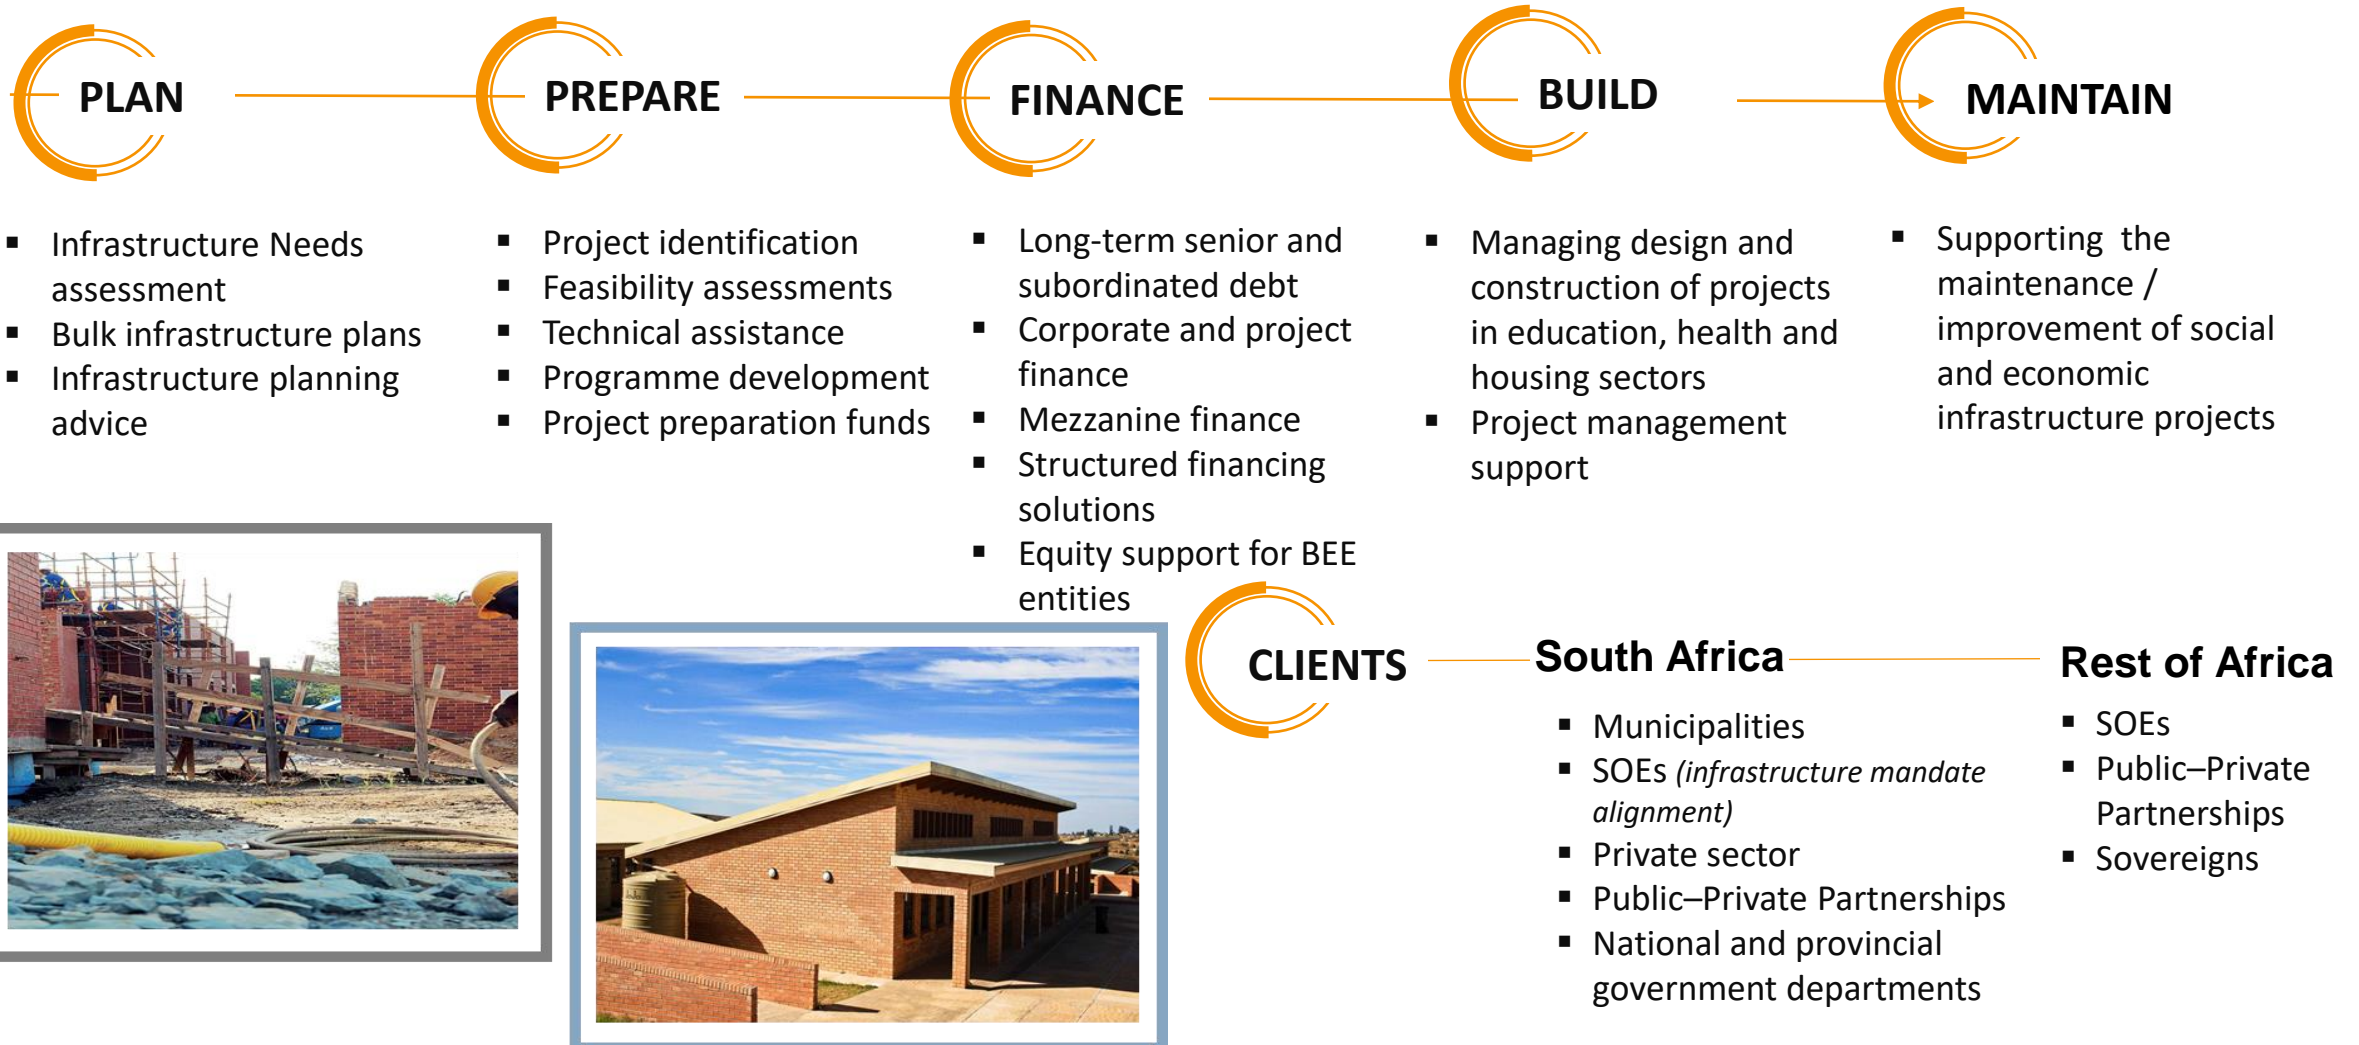 PLAN
PREPARE
FINANCE
BUILD
MAINTAIN
▪ Infrastructure Needs
assessment
▪ Bulk infrastructure plans
▪ Infrastructure planning
advice
▪ Project identification
▪ Feasibility assessments
▪ Technical assistance
▪ Programme development
▪ Project preparation funds
▪ Long-term senior and
subordinated debt
▪ Corporate and project
finance
▪ Mezzanine finance
▪ Structured financing
solutions
▪ Equity support for BEE
entities
▪ Managing design and
construction of projects
in education, health and
housing sectors
▪ Project management
support
▪ Supporting the
maintenance /
improvement of social
and economic
infrastructure projects
CLIENTS
South Africa
▪ Municipalities
▪ SOEs (infrastructure mandate
alignment)
▪ Private sector
▪ Public–Private Partnerships
▪ National and provincial
government departments
Rest of Africa
▪ SOEs
▪ Public–Private
Partnerships
▪ Sovereigns